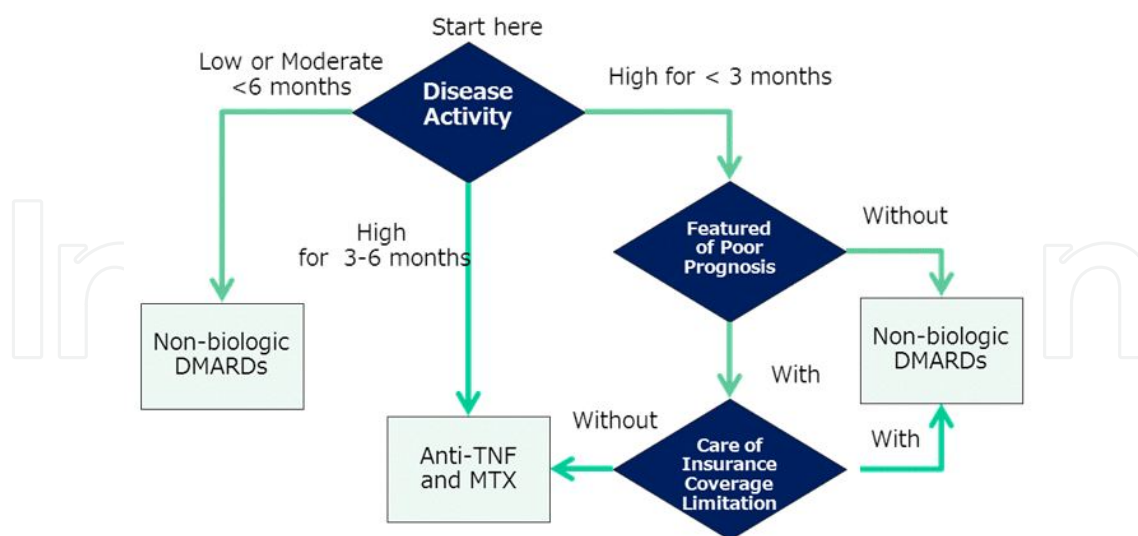 Start here
Low or Moderate
<6 months
Disease
Activity
High for < 3 months
High
for 3-6 months
Featured
of Poor
Prognosis
Without
Non-biologic
DMARDs
Non-biologic
DMARDs
With
Without
Anti-TNF
and MTX
Care of
Insurance
Coverage
Limitation
With